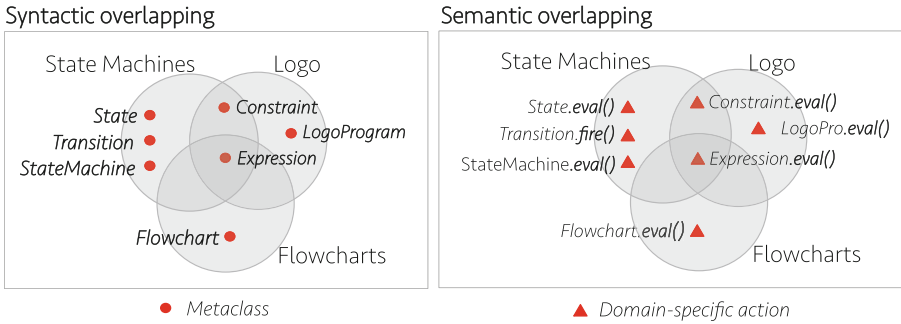 Syntactic overlapping
State Machines
Logo
State
Constraint
Transition
LogoProgram
StateMachine
Expression
Flowchart
Flowcharts
Metaclass
Semantic overlapping
State Machines
Logo
State.eval()
Constraint.eval()
Transition.fire()
LogoPro.eval()
StateMachine.eval()
Expression.eval()
Flowchart.eval()
Flowcharts
Domain-specific action